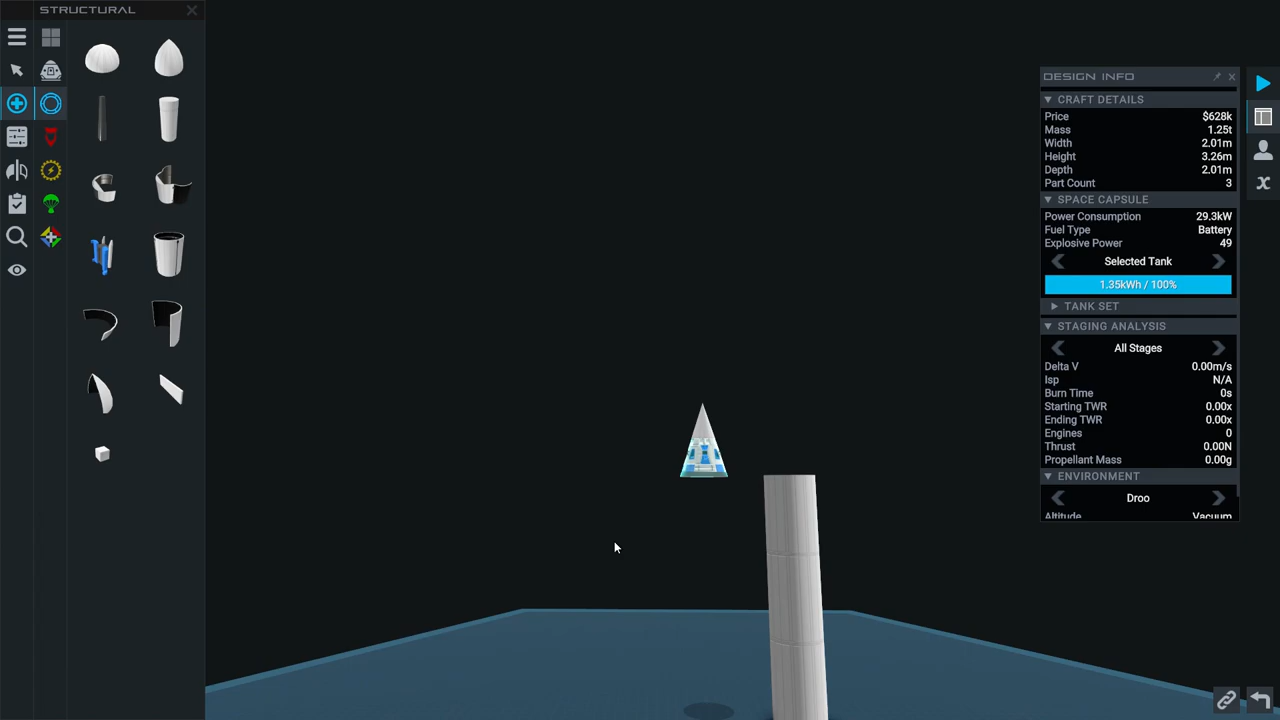 STRUCTURAL
DESIGN INFO
CRAFT DETAILS
Price $628k
Mass 1.25t
Width 2.01m
Height 3.26m
Depth 2.01m
Part Count 3
SPACE CAPSULE
Power Consumption 29.3kW
Fuel Type Battery
Explosive Power 49
Selected Tank
1.35kWh / 100%
TANK SET
STAGING ANALYSIS
All Stages
Delta V 0.00m/s
Isp N/A
Burn Time 0s
Starting TWR 0.00x
Ending TWR 0.00x
Engines 0
Thrust 0.00N
Propellant Mass 0.00g
ENVIRONMENT
Droo
Altitude Vacuum